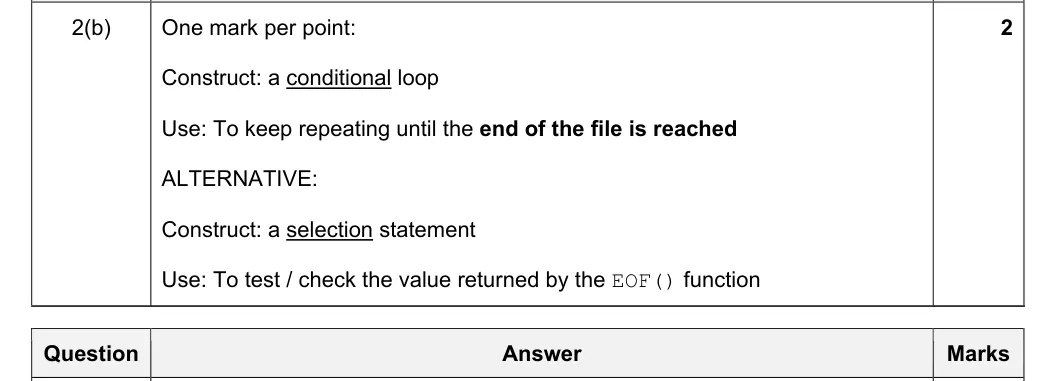 2(b) One mark per point: 2
Construct: a conditional loop
Use: To keep repeating until the end of the file is reached
ALTERNATIVE:
Construct: a selection statement
Use: To test / check the value returned by the EOF() function
Question Answer Marks